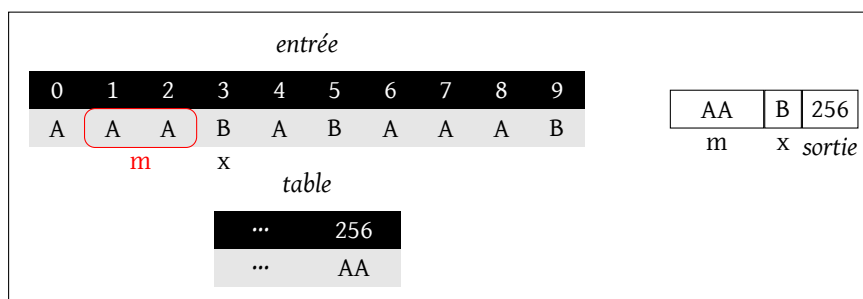 entrée
0 1 2 3 4 5 6 7 8 9
A A A B A B A A A B
m x
AA B 256
m x sortie
table
... 256
... AA